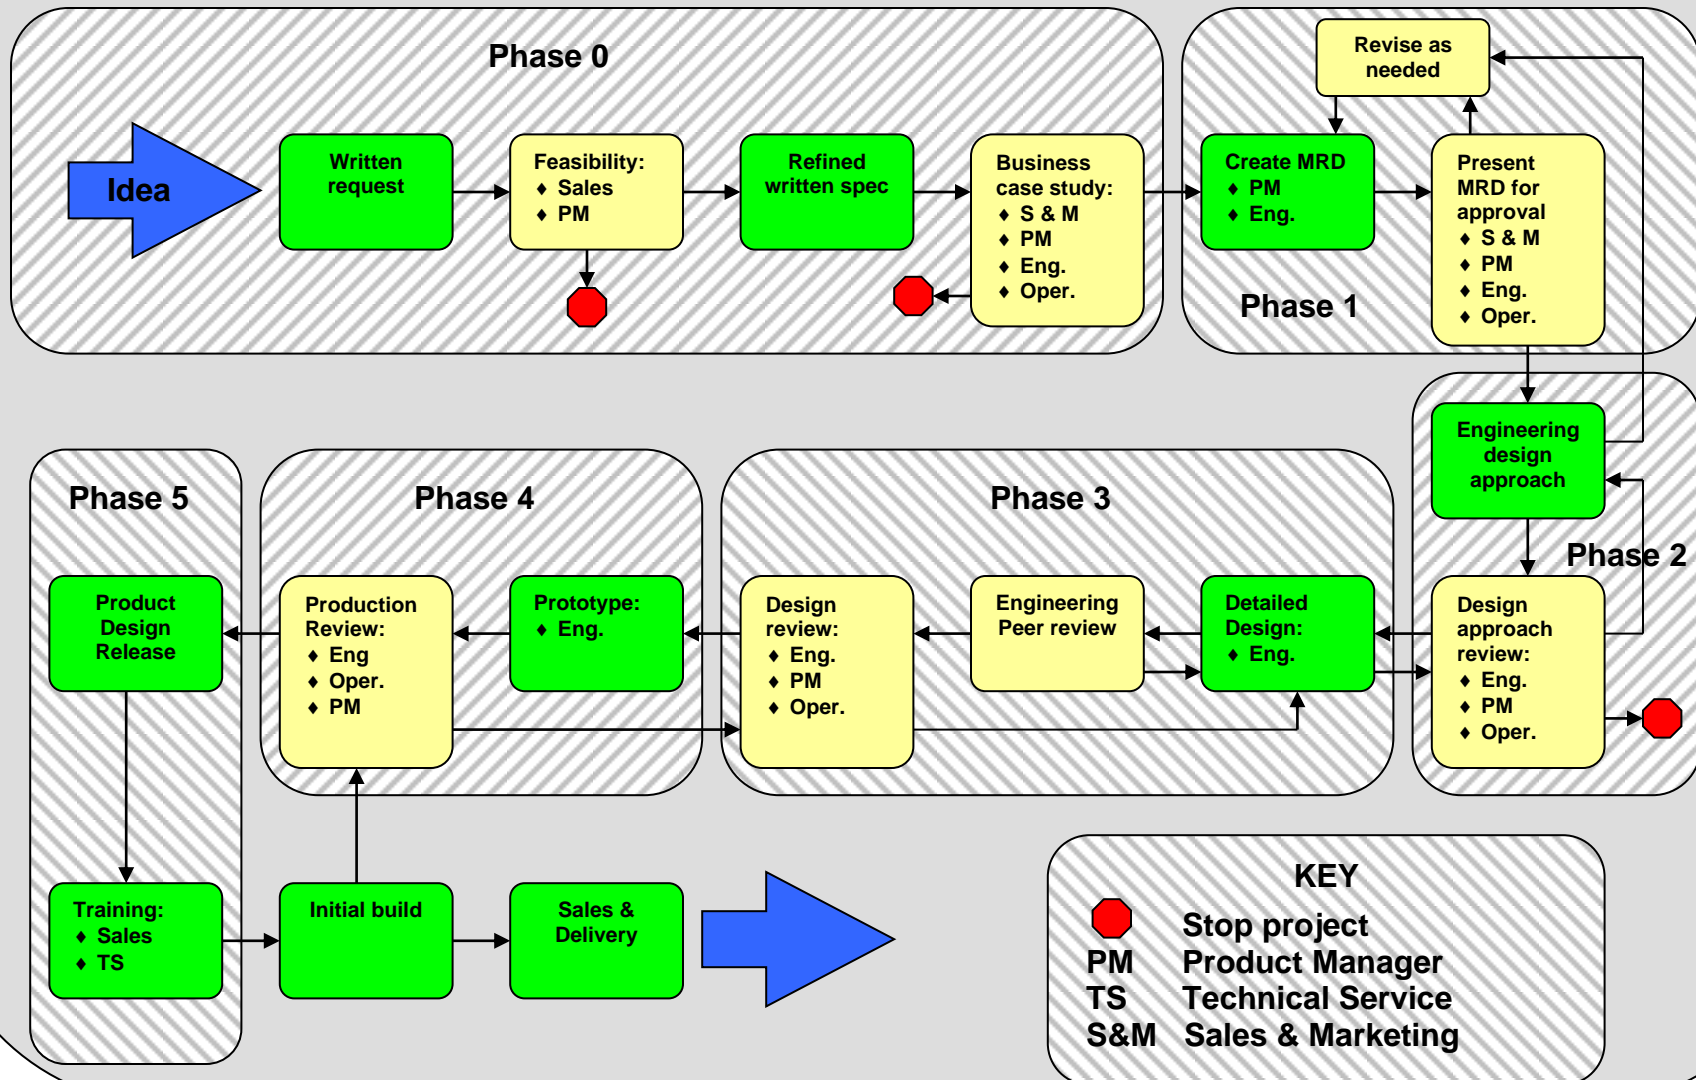 Phase 0
Idea
Written
request
Feasibility:
♦ Sales
♦ PM
Refined
written spec
Business
case study:
♦ S & M
♦ PM
♦ Eng.
♦ Oper.
Revise as
needed
Create MRD
♦ PM
♦ Eng.
Present
MRD for
approval
♦ S & M
♦ PM
♦ Eng.
♦ Oper.
Phase 1
Engineering
design
approach
Phase 2
Design
approach
review:
♦ Eng.
♦ PM
♦ Oper.
Phase 3
Detailed
Design:
♦ Eng.
Engineering
Peer review
Design
review:
♦ Eng.
♦ PM
♦ Oper.
Phase 4
Prototype:
♦ Eng.
Production
Review:
♦ Eng
♦ Oper.
♦ PM
Phase 5
Product
Design
Release
Training:
♦ Sales
♦ TS
Initial build
Sales &
Delivery
KEY
Stop project
PM Product Manager
TS Technical Service
S&M Sales & Marketing